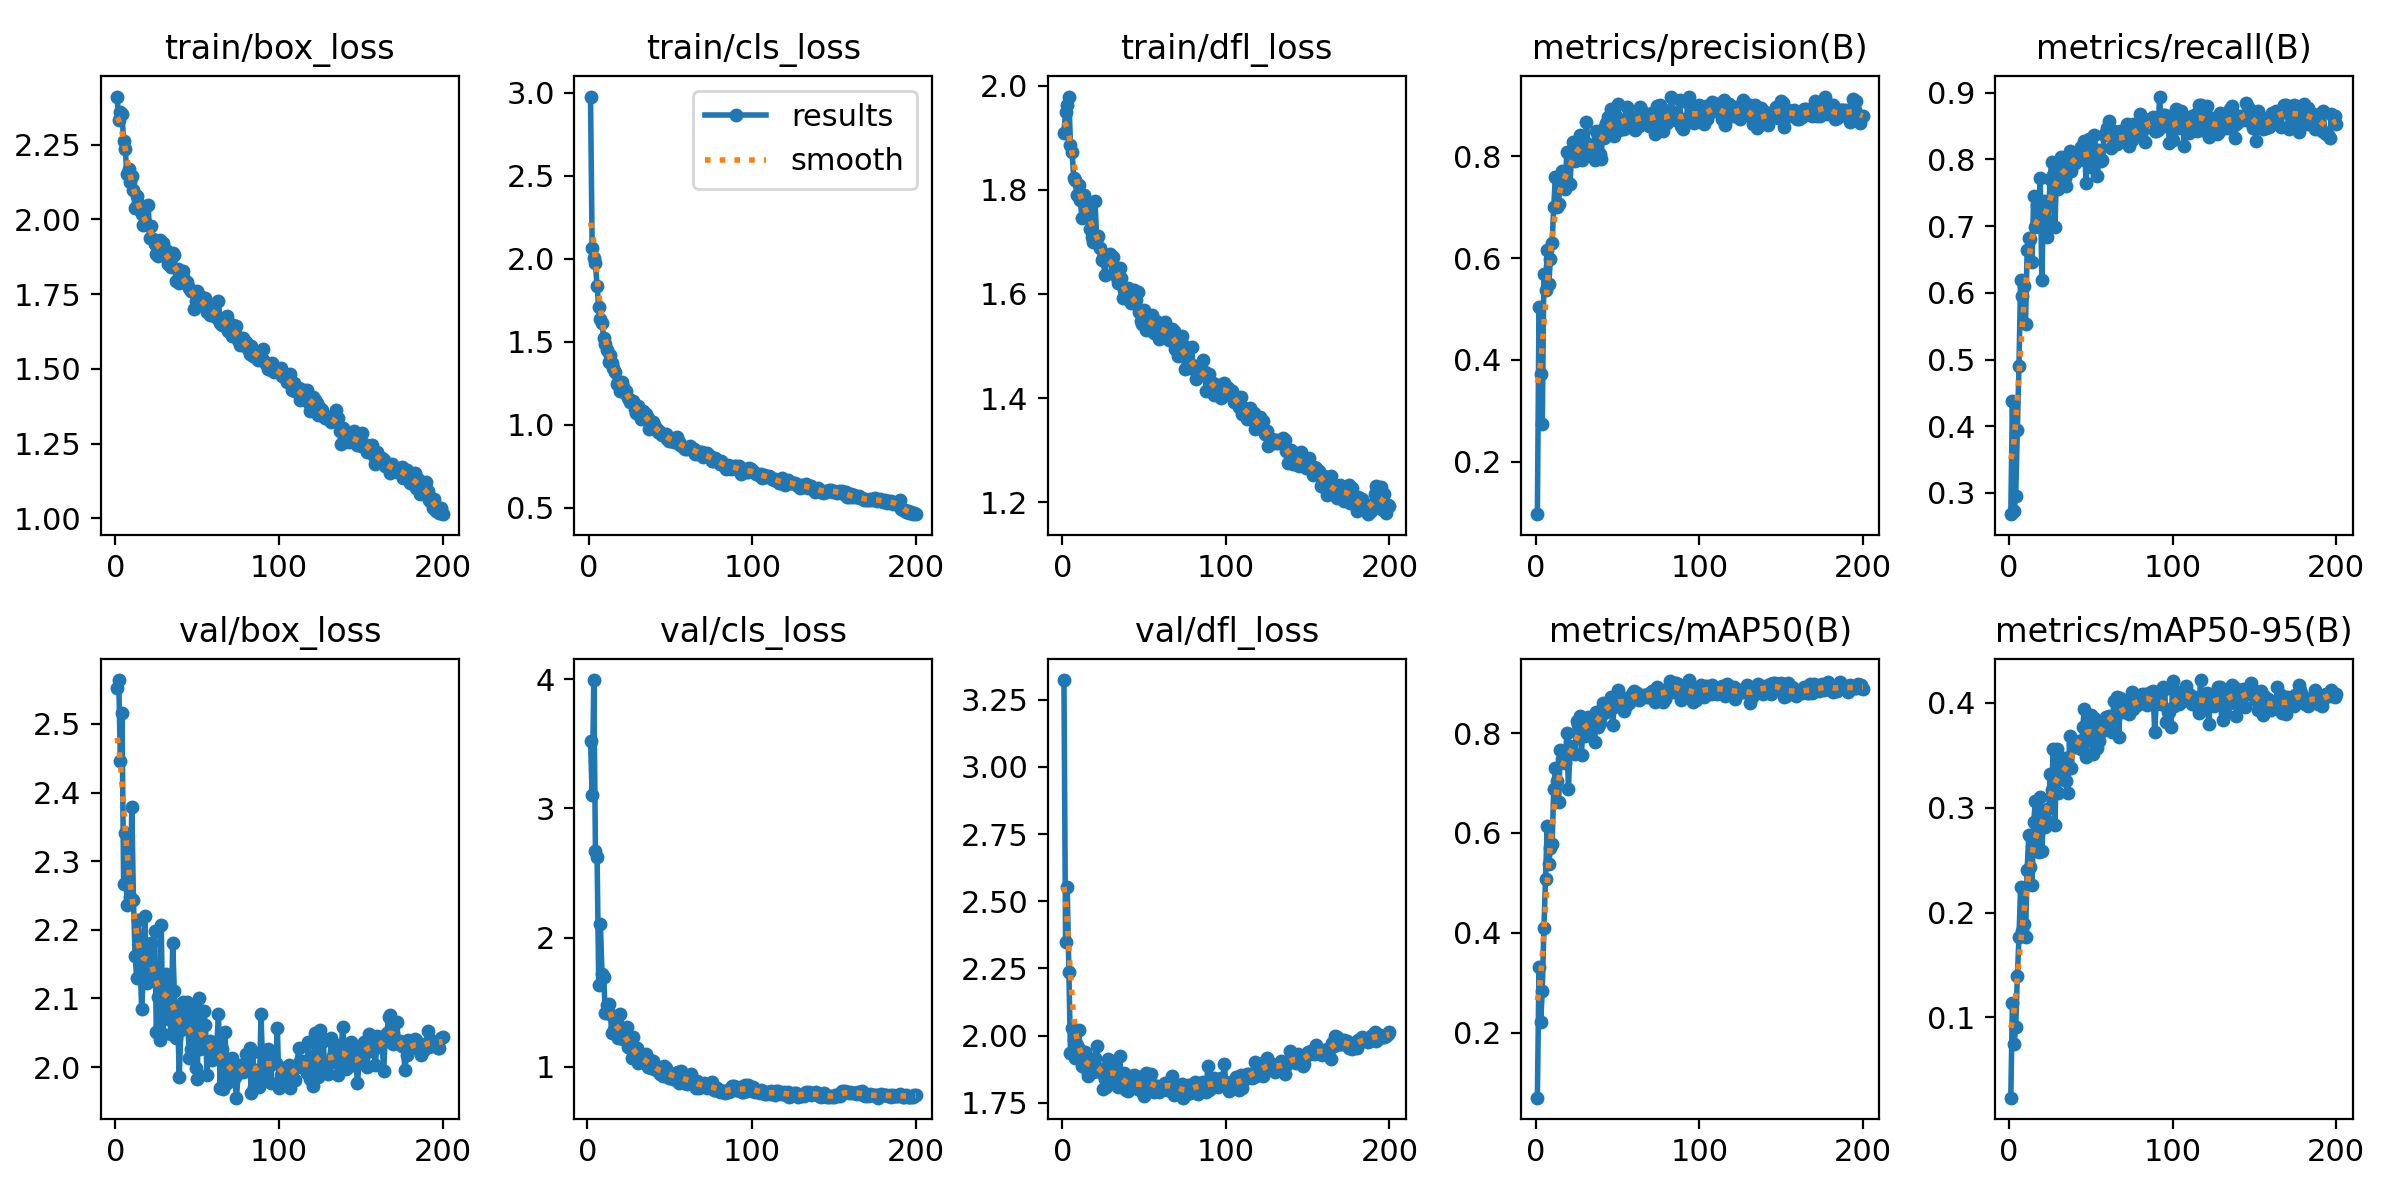 train/box_loss
2.25
2.00
1.75
1.50
1.25
1.00
0 100 200
train/cls_loss
results
smooth
3.0
2.5
2.0
1.5
1.0
0.5
0 100 200
train/dfl_loss
2.0
1.8
1.6
1.4
1.2
0 100 200
metrics/precision(B)
0.8
0.6
0.4
0.2
0 100 200
metrics/recall(B)
0.9
0.8
0.7
0.6
0.5
0.4
0.3
0 100 200
val/box_loss
2.5
2.4
2.3
2.2
2.1
2.0
0 100 200
val/cls_loss
4
3
2
1
0 100 200
val/dfl_loss
3.25
3.00
2.75
2.50
2.25
2.00
1.75
0 100 200
metrics/mAP50(B)
0.8
0.6
0.4
0.2
0 100 200
metrics/mAP50-95(B)
0.4
0.3
0.2
0.1
0 100 200